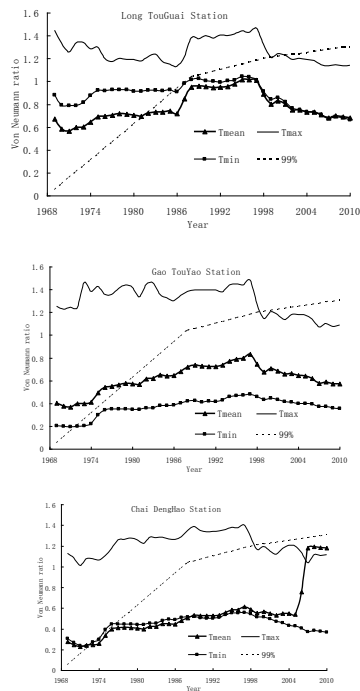 Long TouGuai Station
Von Neumann ratio
1.6
1.4
1.2
1
0.8
0.6
0.4
0.2
0
Tmean
Tmax
Tmin
99%
1968 1974 1980 1986 1992 1998 2004 2010
Year
Gao TouYao Station
Von Neumann ratio
1.6
1.4
1.2
1
0.8
0.6
0.4
0.2
0
Tmean
Tmax
Tmin
99%
1968 1974 1980 1986 1992 1998 2004 2010
Year
Chai DengHao Station
Von Neumann ratio
1.6
1.4
1.2
1
0.8
0.6
0.4
0.2
0
Tmean
Tmax
Tmin
99%
1968 1974 1980 1986 1992 1998 2004 2010
Year